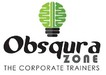 Obsqura
ZONE
THE CORPORATE TRAINERS